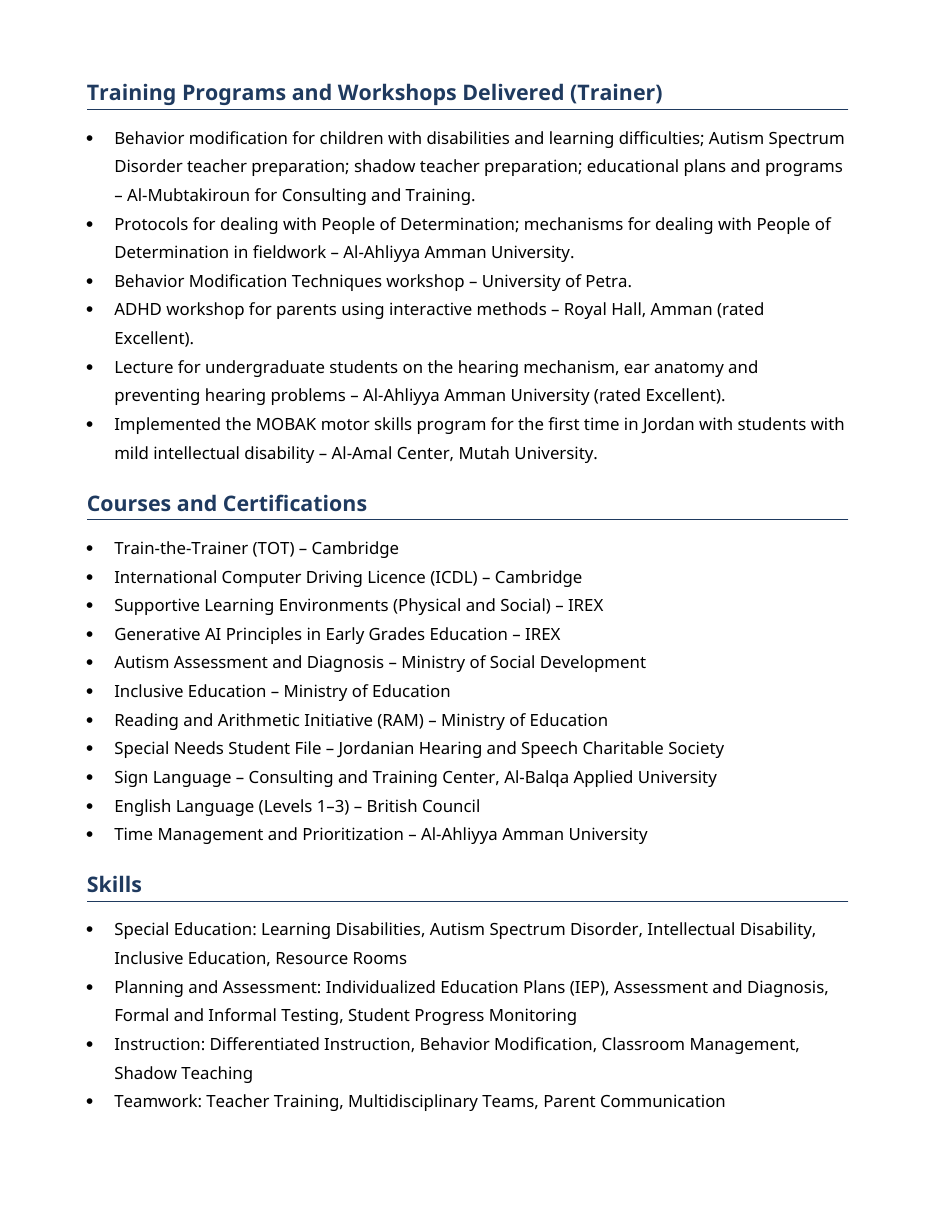 Training Programs and Workshops Delivered (Trainer)
• Behavior modification for children with disabilities and learning difficulties; Autism Spectrum
Disorder teacher preparation; shadow teacher preparation; educational plans and programs
– Al-Mubtakiroun for Consulting and Training.
• Protocols for dealing with People of Determination; mechanisms for dealing with People of
Determination in fieldwork – Al-Ahliyya Amman University.
• Behavior Modification Techniques workshop – University of Petra.
• ADHD workshop for parents using interactive methods – Royal Hall, Amman (rated
Excellent).
• Lecture for undergraduate students on the hearing mechanism, ear anatomy and
preventing hearing problems – Al-Ahliyya Amman University (rated Excellent).
• Implemented the MOBAK motor skills program for the first time in Jordan with students with
mild intellectual disability – Al-Amal Center, Mutah University.
Courses and Certifications
• Train-the-Trainer (TOT) – Cambridge
• International Computer Driving Licence (ICDL) – Cambridge
• Supportive Learning Environments (Physical and Social) – IREX
• Generative AI Principles in Early Grades Education – IREX
• Autism Assessment and Diagnosis – Ministry of Social Development
• Inclusive Education – Ministry of Education
• Reading and Arithmetic Initiative (RAM) – Ministry of Education
• Special Needs Student File – Jordanian Hearing and Speech Charitable Society
• Sign Language – Consulting and Training Center, Al-Balqa Applied University
• English Language (Levels 1–3) – British Council
• Time Management and Prioritization – Al-Ahliyya Amman University
Skills
• Special Education: Learning Disabilities, Autism Spectrum Disorder, Intellectual Disability,
Inclusive Education, Resource Rooms
• Planning and Assessment: Individualized Education Plans (IEP), Assessment and Diagnosis,
Formal and Informal Testing, Student Progress Monitoring
• Instruction: Differentiated Instruction, Behavior Modification, Classroom Management,
Shadow Teaching
• Teamwork: Teacher Training, Multidisciplinary Teams, Parent Communication